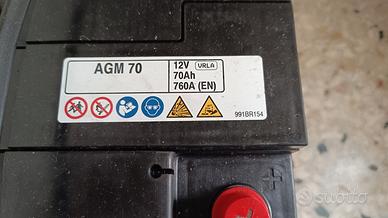 AGM 70
12V VRLA
70Ah
760A (EN)
991BR154
+
subito